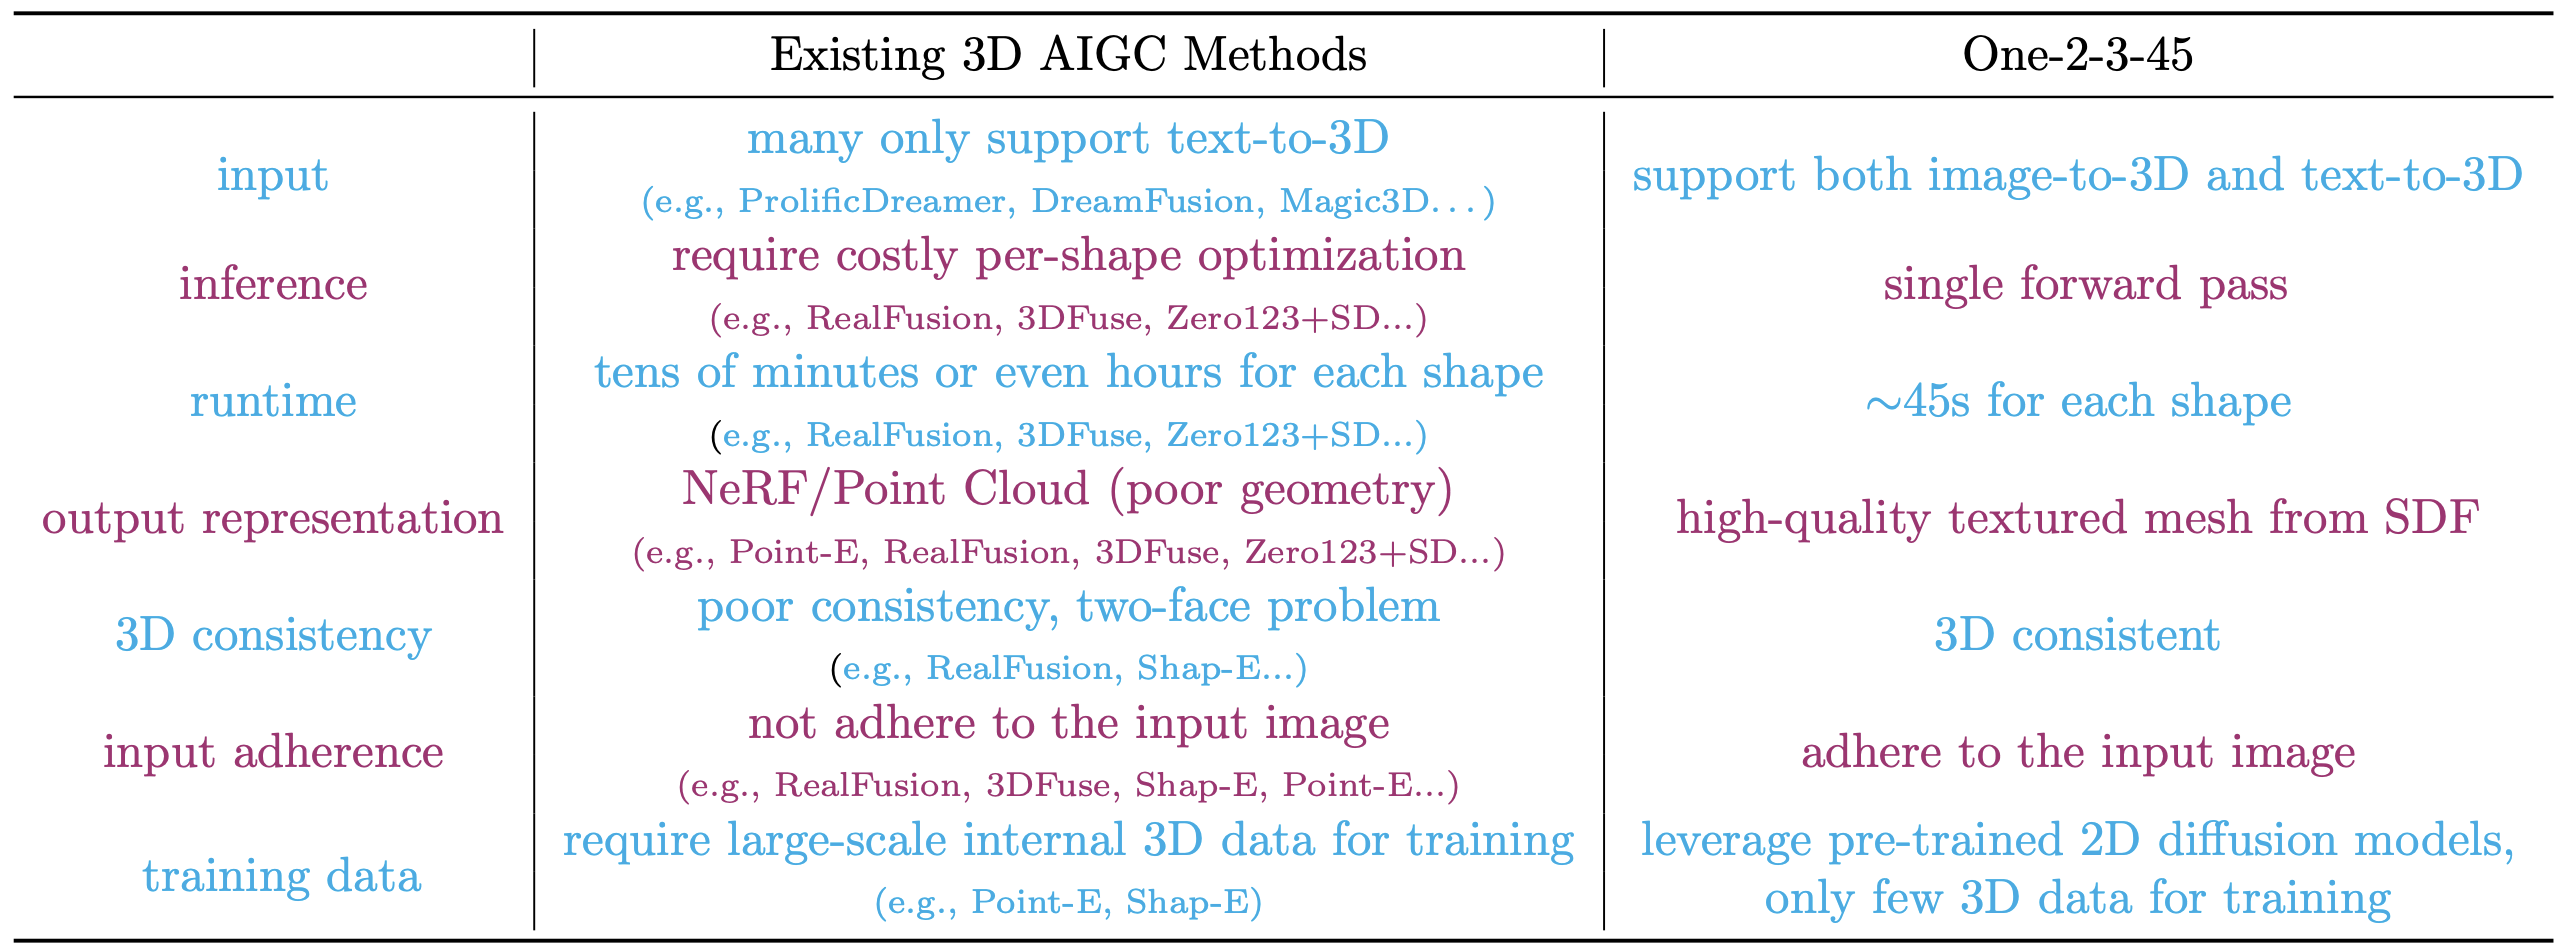 Existing 3D AIGC Methods One-2-3-45
input many only support text-to-3D support both image-to-3D and text-to-3D
(e.g., ProlificDreamer, DreamFusion, Magic3D...)
inference require costly per-shape optimization single forward pass
(e.g., RealFusion, 3DFuse, Zero123+SD...)
runtime tens of minutes or even hours for each shape ~45s for each shape
(e.g., RealFusion, 3DFuse, Zero123+SD...)
output representation NeRF/Point Cloud (poor geometry) high-quality textured mesh from SDF
(e.g., Point-E, RealFusion, 3DFuse, Zero123+SD...)
3D consistency poor consistency, two-face problem 3D consistent
(e.g., RealFusion, Shap-E...)
input adherence not adhere to the input image adhere to the input image
(e.g., RealFusion, 3DFuse, Shap-E, Point-E...)
training data require large-scale internal 3D data for training leverage pre-trained 2D diffusion models,
(e.g., Point-E, Shap-E) only few 3D data for training